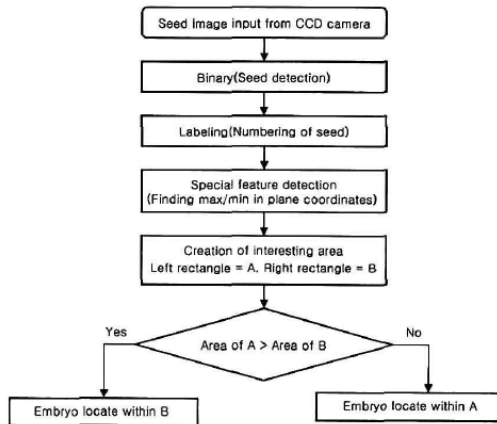 Seed image input from CCD camera
Binary(Seed detection)
Labeling(Numbering of seed)
Special feature detection
(Finding max/min in plane coordinates)
Creation of interesting area
Left rectangle = A. Right rectangle = B
Yes
No
Area of A > Area of B
Embryo locate within B
Embryo locate within A